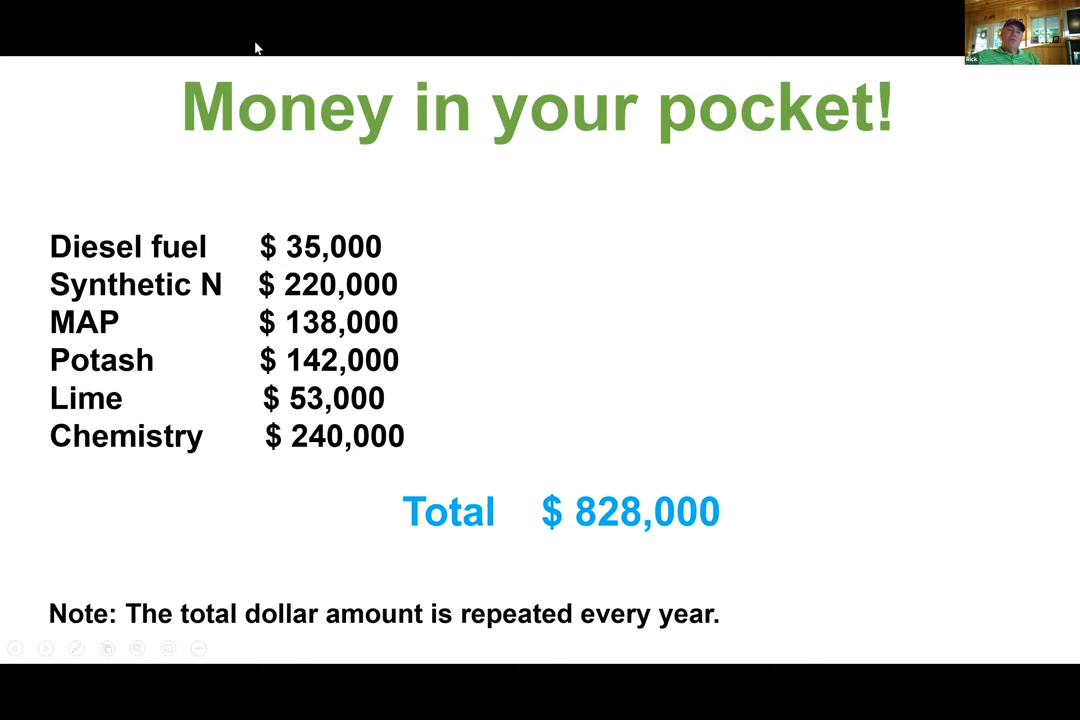 Rick
Money in your pocket!
Diesel fuel $ 35,000
Synthetic N $ 220,000
MAP $ 138,000
Potash $ 142,000
Lime $ 53,000
Chemistry $ 240,000
Total $ 828,000
Note: The total dollar amount is repeated every year.